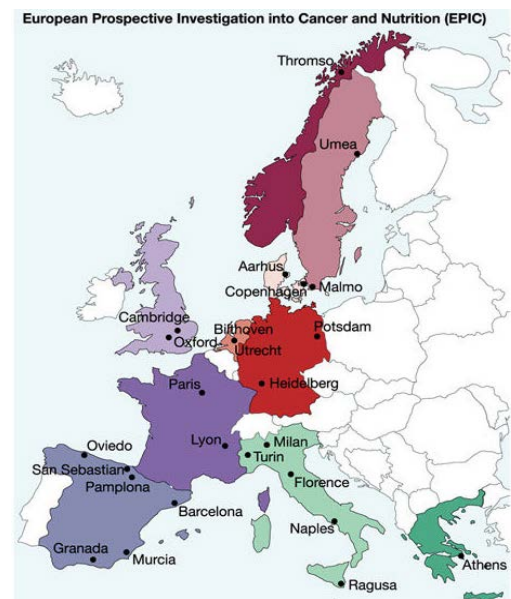 European Prospective Investigation into Cancer and Nutrition (EPIC)
Thromso
Umea
Aarhus
Copenhagen
Malmo
Cambridge
Oxford
Bilthoven
Utrecht
Potsdam
Heidelberg
Paris
Lyon
Milan
Turin
Florence
Naples
Ragusa
Oviedo
San Sebastian
Pamplona
Barcelona
Granada
Murcia
Athens